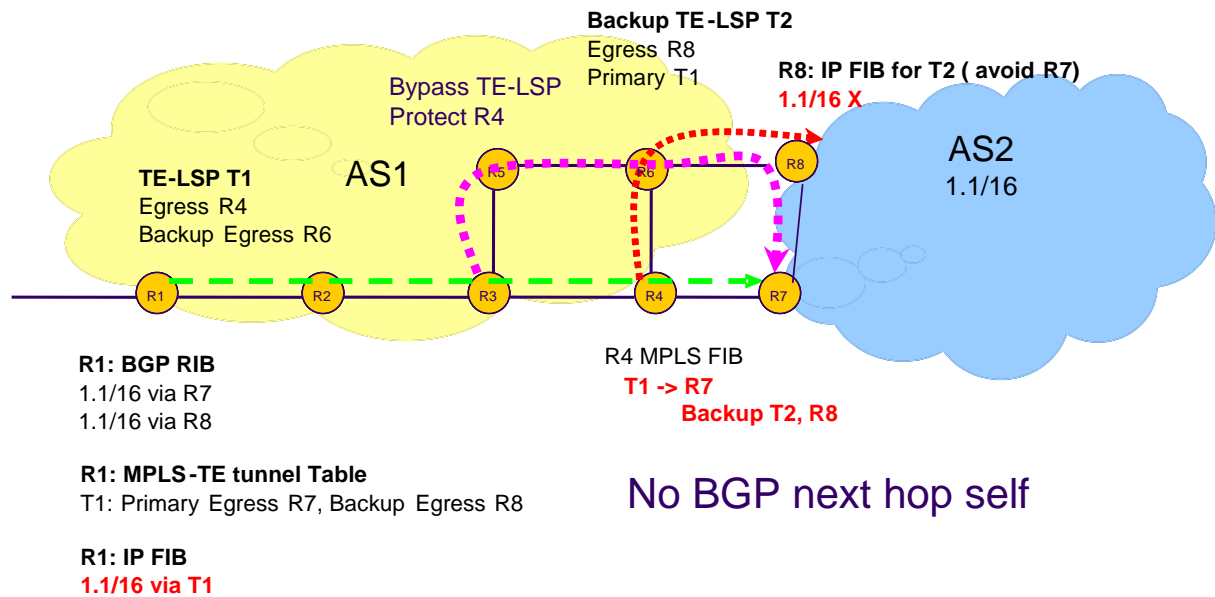 Backup TE-LSP T2
Egress R8
Primary T1
R8: IP FIB for T2 ( avoid R7)
1.1/16 X
Bypass TE-LSP
Protect R4
AS1
AS2
1.1/16
TE-LSP T1
Egress R4
Backup Egress R6
R5
R6
R8
R1
R2
R3
R4
R7
R1: BGP RIB
1.1/16 via R7
1.1/16 via R8
R4 MPLS FIB
T1 -> R7
Backup T2, R8
R1: MPLS-TE tunnel Table
T1: Primary Egress R7, Backup Egress R8
No BGP next hop self
R1: IP FIB
1.1/16 via T1